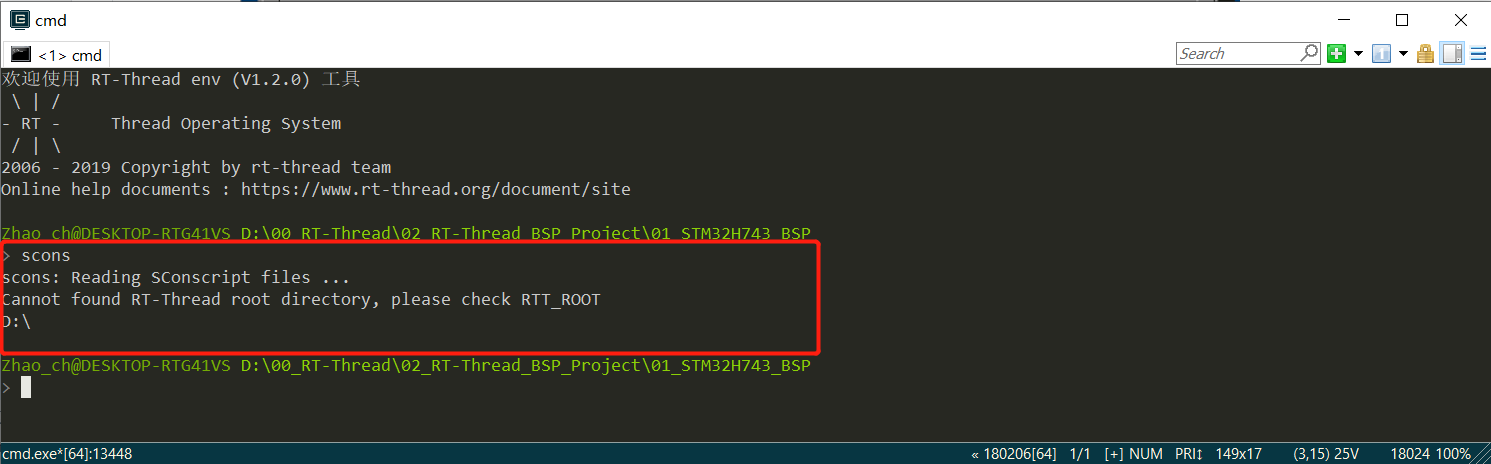 cmd
<1> cmd
Search
欢迎使用 RT-Thread env (V1.2.0) 工具
\ | /
- RT -     Thread Operating System
/ | \
2006 - 2019 Copyright by rt-thread team
Online help documents : https://www.rt-thread.org/document/site
Zhao_ch@DESKTOP-RTG41VS D:\00_RT-Thread\02_RT-Thread_BSP_Project\01_STM32H743_BSP
> scons
scons: Reading SConscript files ...
Cannot found RT-Thread root directory, please check RTT_ROOT
D:\
Zhao_ch@DESKTOP-RTG41VS D:\00_RT-Thread\02_RT-Thread_BSP_Project\01_STM32H743_BSP
>
cmd.exe*[64]:13448 « 180206[64] 1/1 [+] NUM PRI↕ 149x17 (3,15) 25V 18024 100%